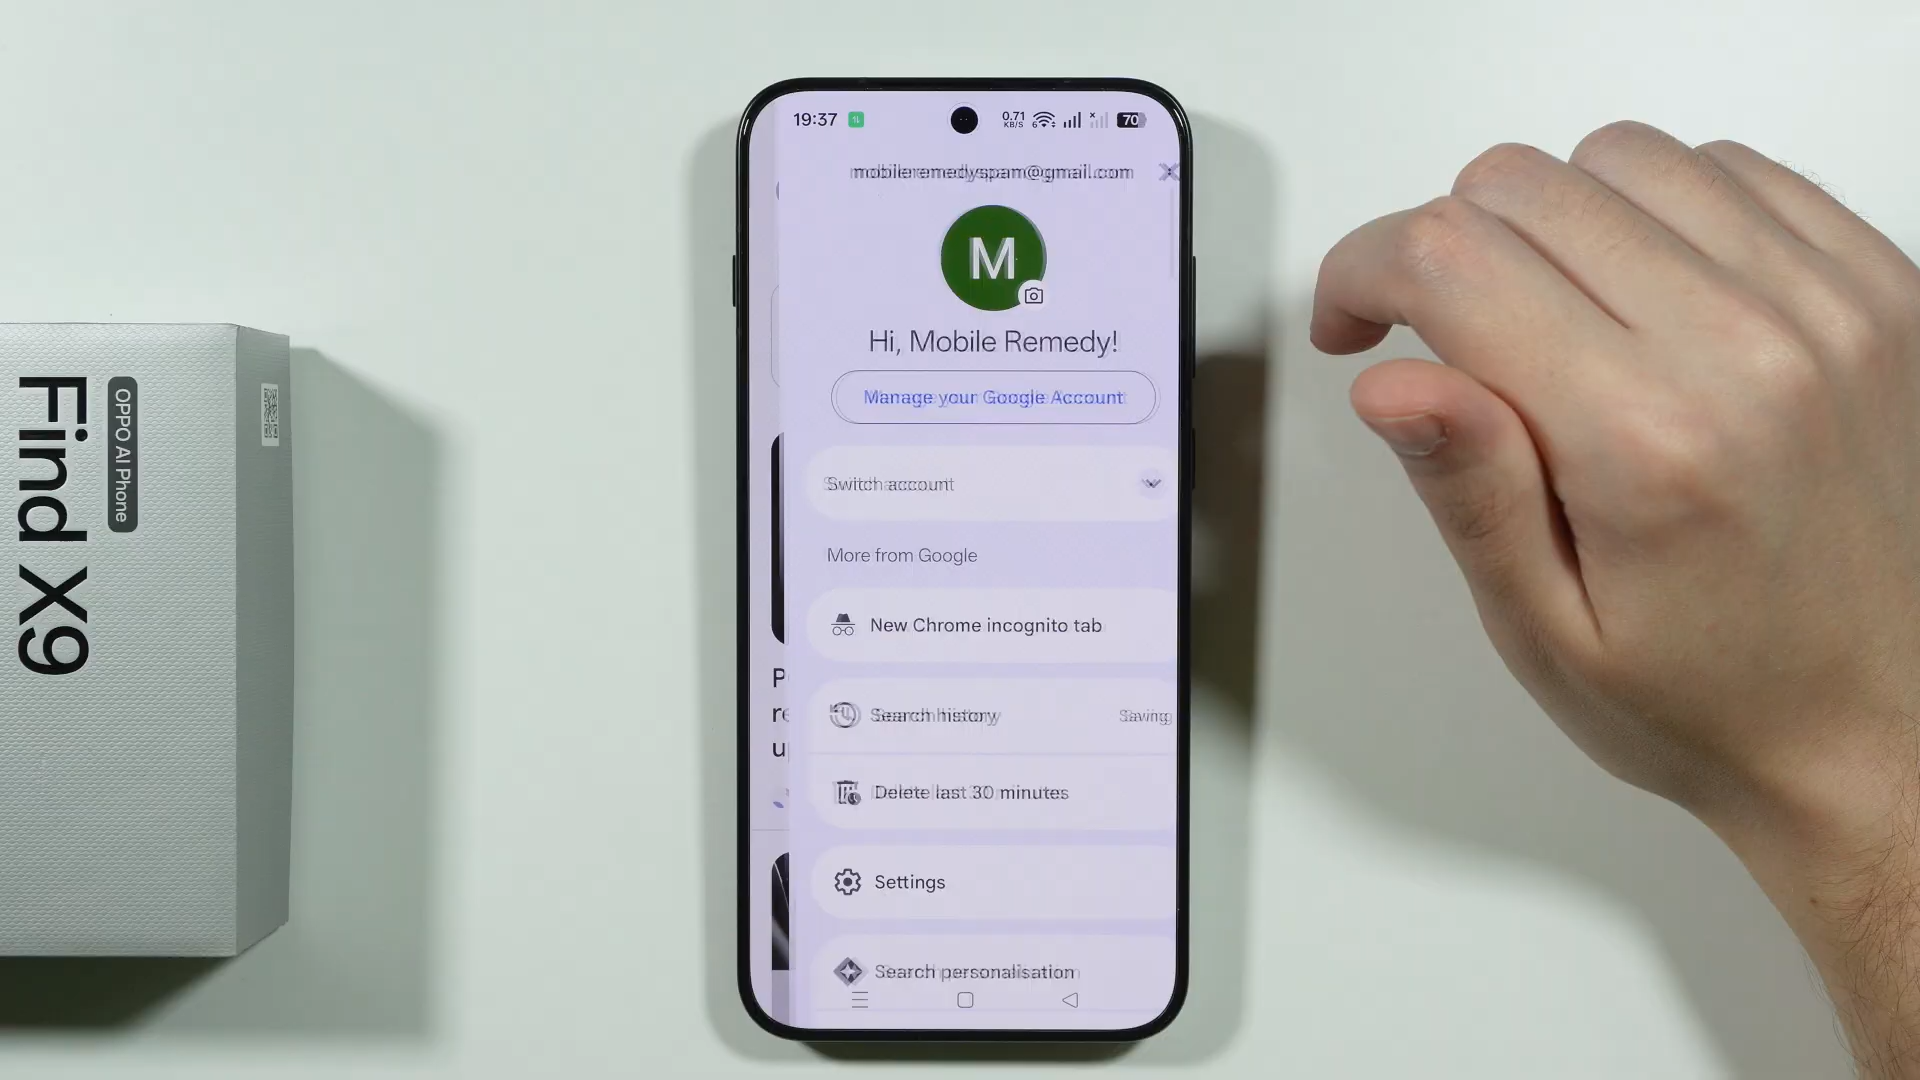 19:37
0.71
KB/S
6
70
mobileremedyspam@gmail.com
M
Hi, Mobile Remedy!
Manage your Google Account
Switch account
More from Google
New Chrome incognito tab
Search history
Saving
Delete last 30 minutes
Settings
Search personalisation
Find X9
OPPO AI Phone